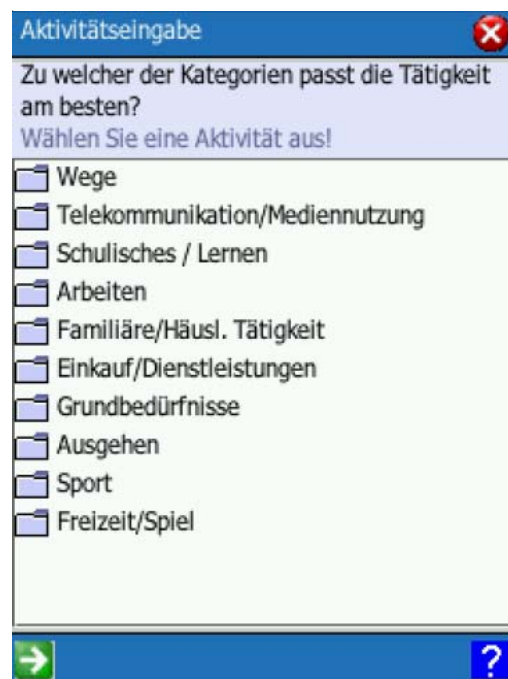 Aktivitätseingabe
Zu welcher der Kategorien passt die Tätigkeit
am besten?
Wählen Sie eine Aktivität aus!
Wege
Telekommunikation/Mediennutzung
Schulisches / Lernen
Arbeiten
Familiäre/Häusl. Tätigkeit
Einkauf/Dienstleistungen
Grundbedürfnisse
Ausgehen
Sport
Freizeit/Spiel
?